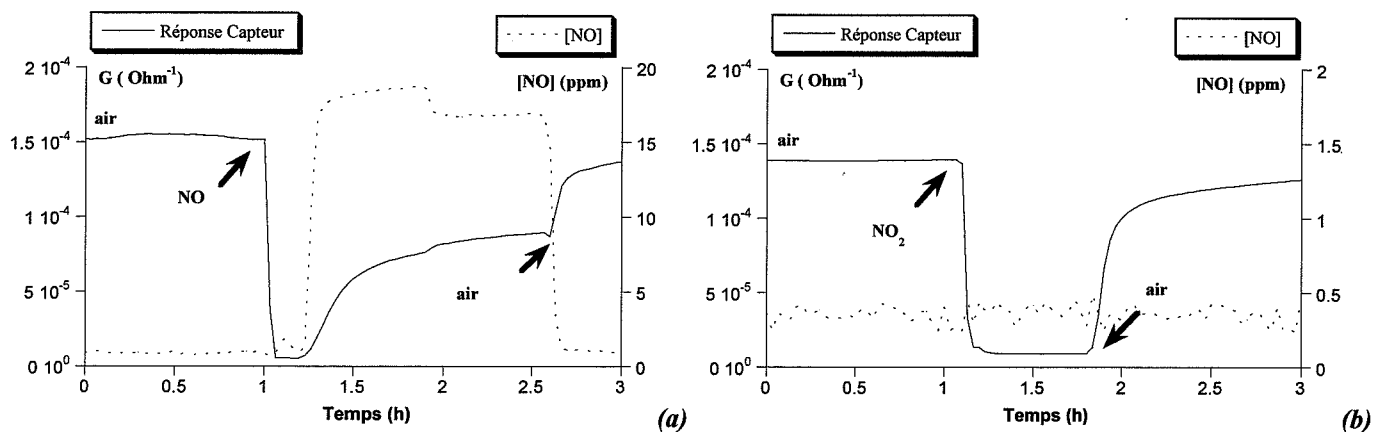 Réponse Capteur
[NO]
G ( Ohm⁻¹)
[NO] (ppm)
2 10⁻⁴
1.5 10⁻⁴
1 10⁻⁴
5 10⁻⁵
0 10⁰
20
15
10
5
0
air
NO
air
0 0.5 1 1.5 2 2.5 3
Temps (h)
(a)
Réponse Capteur
[NO]
G ( Ohm⁻¹)
[NO] (ppm)
2 10⁻⁴
1.5 10⁻⁴
1 10⁻⁴
5 10⁻⁵
0 10⁰
2
1.5
1
0.5
0
air
NO₂
air
0 0.5 1 1.5 2 2.5 3
Temps (h)
(b)